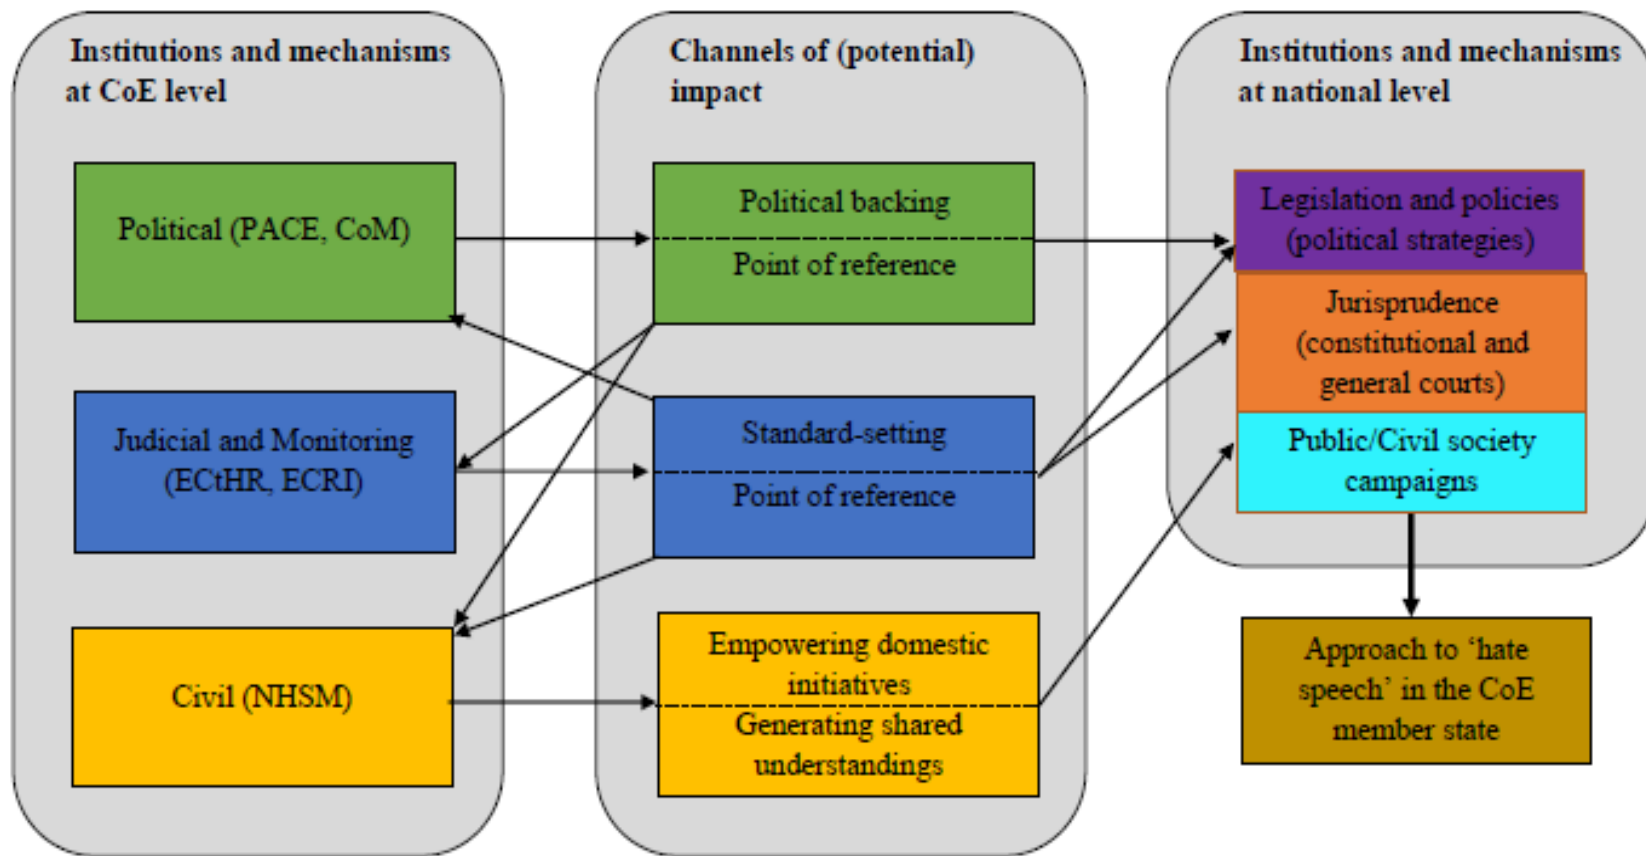 Institutions and mechanisms
at CoE level
Political (PACE, CoM)
Judicial and Monitoring
(ECtHR, ECRI)
Civil (NHSM)
Channels of (potential)
impact
Political backing
Point of reference
Standard-setting
Point of reference
Empowering domestic
initiatives
Generating shared
understandings
Institutions and mechanisms
at national level
Legislation and policies
(political strategies)
Jurisprudence
(constitutional and
general courts)
Public/Civil society
campaigns
Approach to ‘hate
speech’ in the CoE
member state